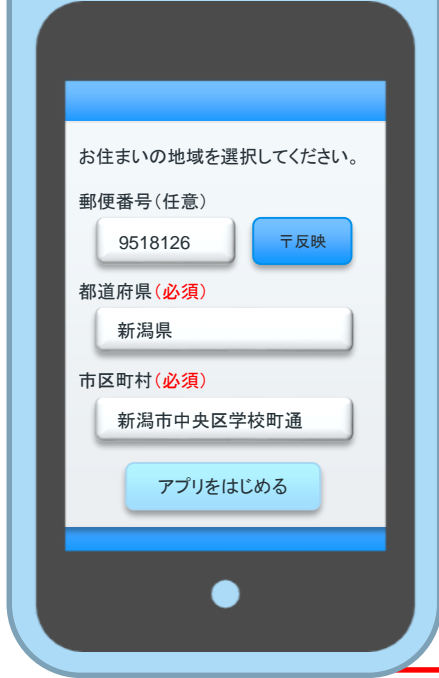 お住まいの地域を選択してください。
郵便番号(任意)
9518126 〒反映
都道府県(必須)
新潟県
市区町村(必須)
新潟市中央区学校町通
アプリをはじめる